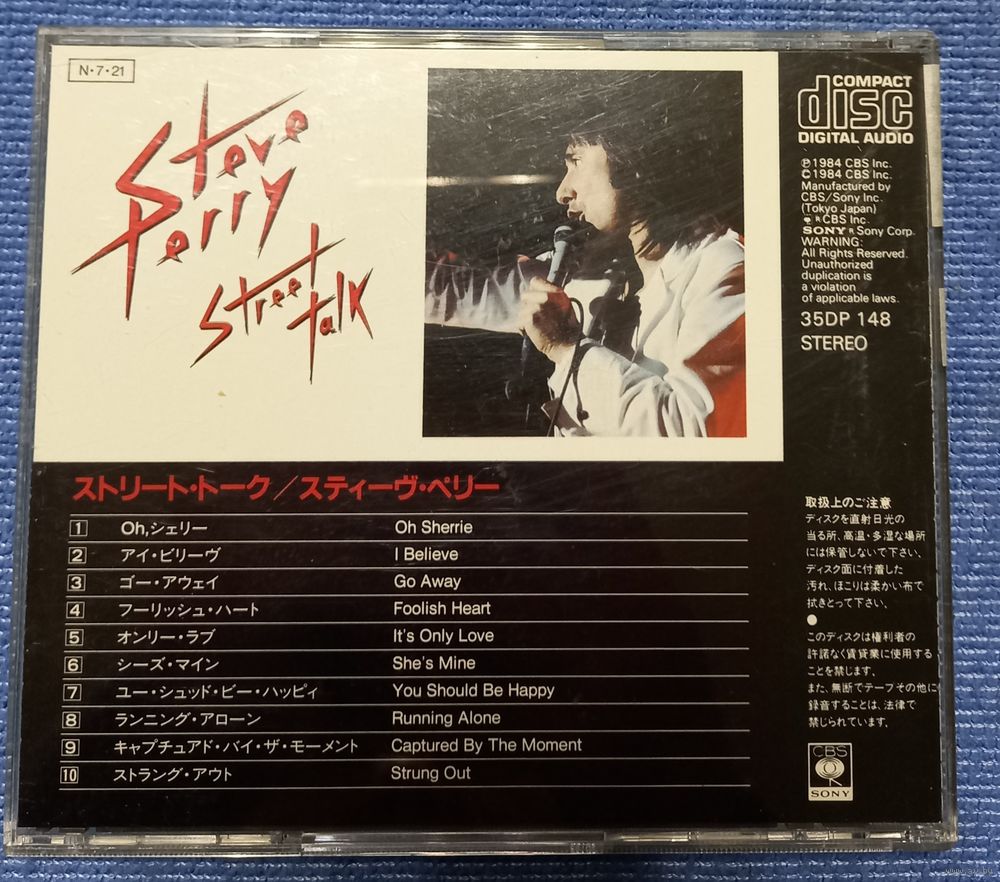 N・7・21
Steve
Perry
Street
talk
COMPACT
disc
DIGITAL AUDIO
Ⓟ1984 CBS Inc.
©1984 CBS Inc.
Manufactured by
CBS/Sony Inc.
(Tokyo Japan)
® CBS Inc.
SONY ® Sony Corp.
WARNING:
All Rights Reserved.
Unauthorized
duplication is
a violation
of applicable laws.
35DP 148
STEREO
ストリート・トーク／スティーヴ・ペリー
1 Oh,シェリー Oh Sherrie
2 アイ・ビリーヴ I Believe
3 ゴー・アウェイ Go Away
4 フーリッシュ・ハート Foolish Heart
5 オンリー・ラブ It's Only Love
6 シーズ・マイン She's Mine
7 ユー・シュッド・ビー・ハッピィ You Should Be Happy
8 ランニング・アローン Running Alone
9 キャプチュアド・バイ・ザ・モーメント Captured By The Moment
10 ストラング・アウト Strung Out
取扱上のご注意
ディスクを直射日光の
当る所、高温・多湿な場所
には保管しないで下さい。
ディスク面に付着した
汚れ、ほこりは柔かい布で
拭きとって下さい。
●
このディスクは権利者の
許諾なく賃貸業に使用する
ことを禁じます。
また、無断でテープその他に
録音することは、法律で
禁じられています。
CBS
SONY